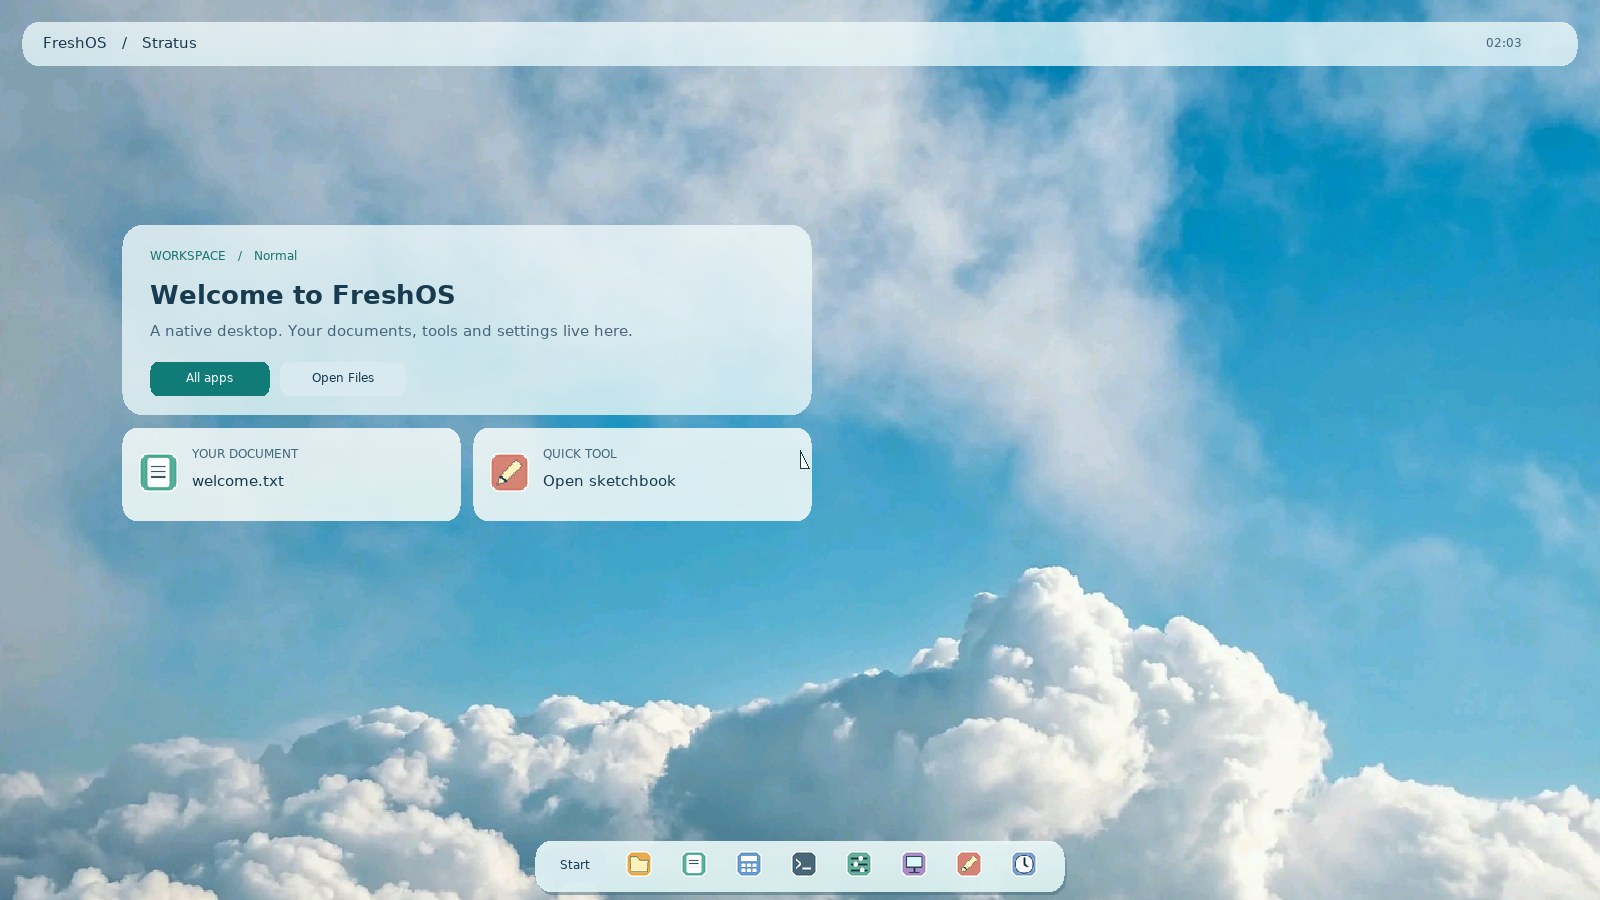 FreshOS / Stratus
02:03
WORKSPACE / Normal
Welcome to FreshOS
A native desktop. Your documents, tools and settings live here.
All apps
Open Files
YOUR DOCUMENT
welcome.txt
QUICK TOOL
Open sketchbook
Start